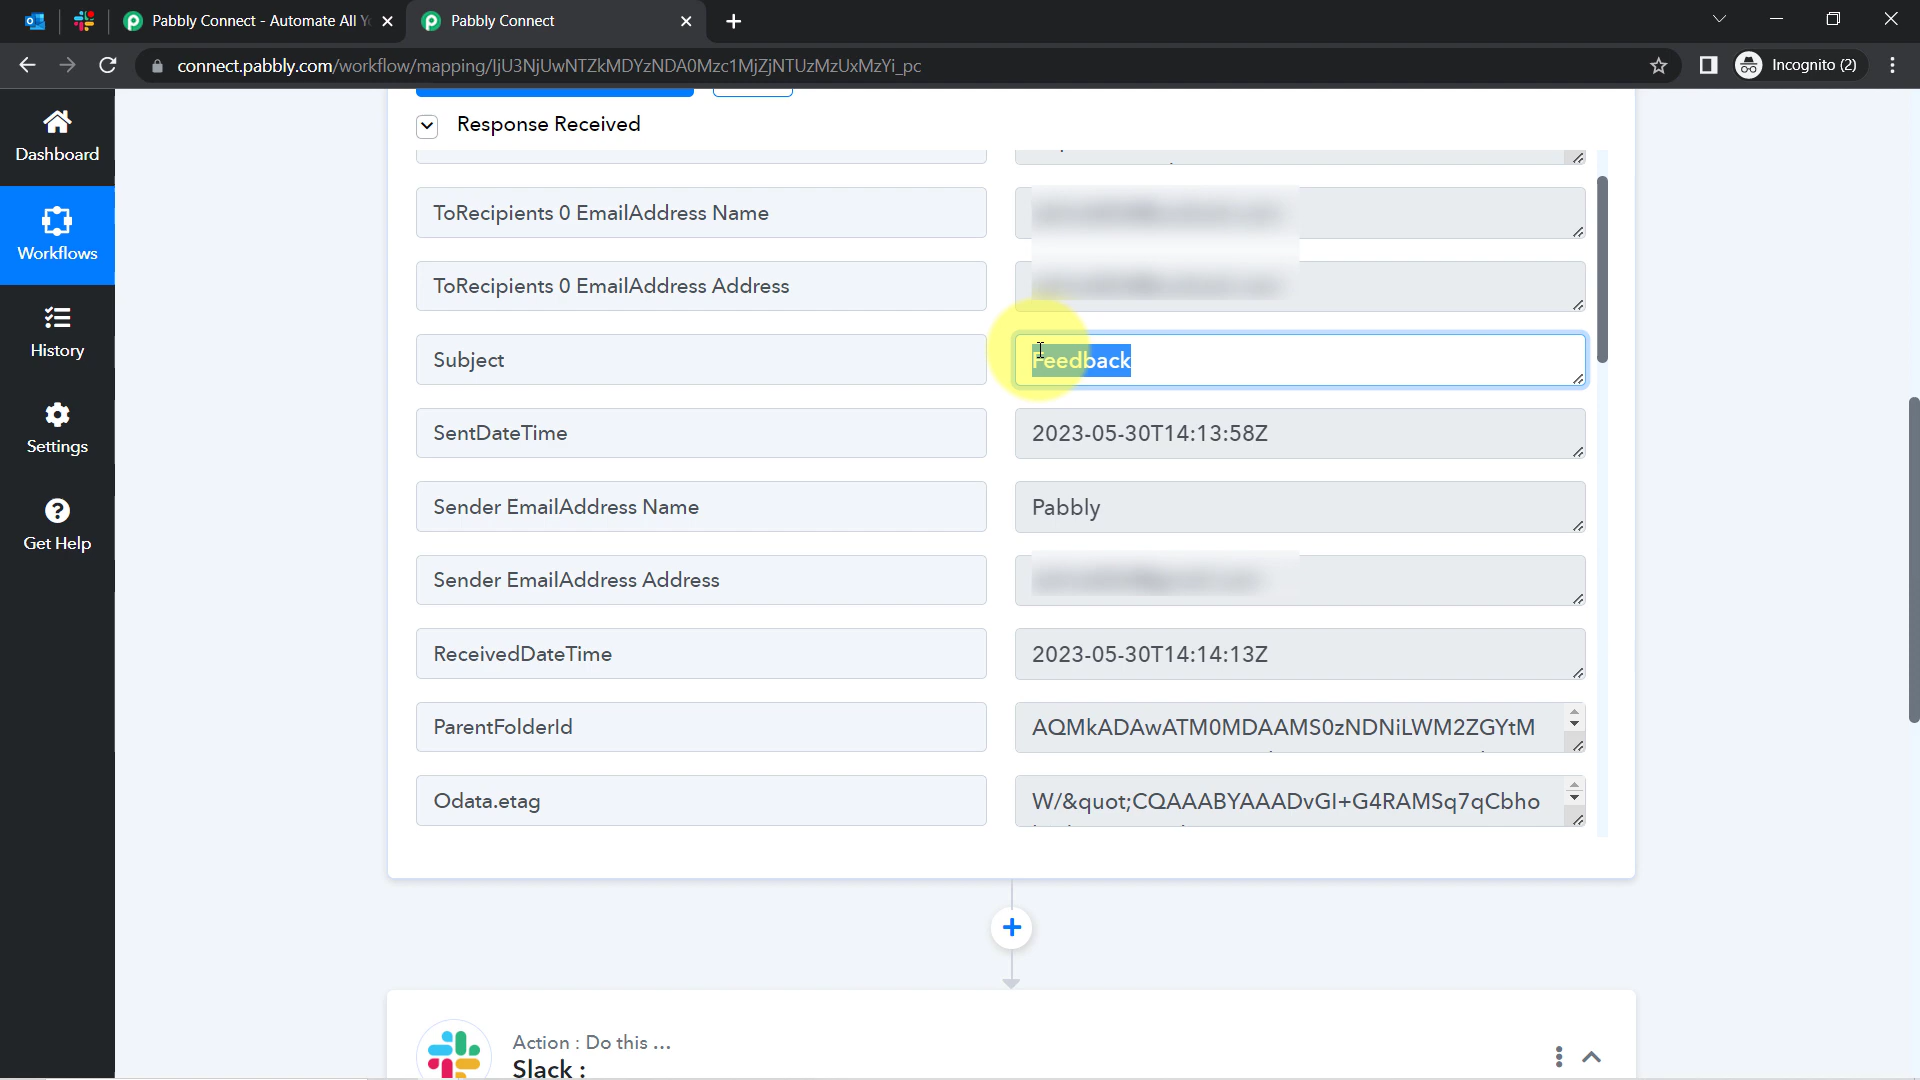 Pabbly Connect - Automate All Y
Pabbly Connect
connect.pabbly.com/workflow/mapping/IjU3NjUwNTZkMDYzNDA0Mzc1MjZjNTUzMzUxMzYi_pc
Incognito (2)
Dashboard
Workflows
History
Settings
Get Help
Response Received
ToRecipients 0 EmailAddress Name
ToRecipients 0 EmailAddress Address
Subject
Feedback
SentDateTime
2023-05-30T14:13:58Z
Sender EmailAddress Name
Pabbly
Sender EmailAddress Address
ReceivedDateTime
2023-05-30T14:14:13Z
ParentFolderId
AQMkADAwATM0MDAAMS0zNDNiLWM2ZGYtM
Odata.etag
W/&quot;CQAAABYAAADvGI+G4RAMSq7qCbho
Action : Do this ...
Slack :